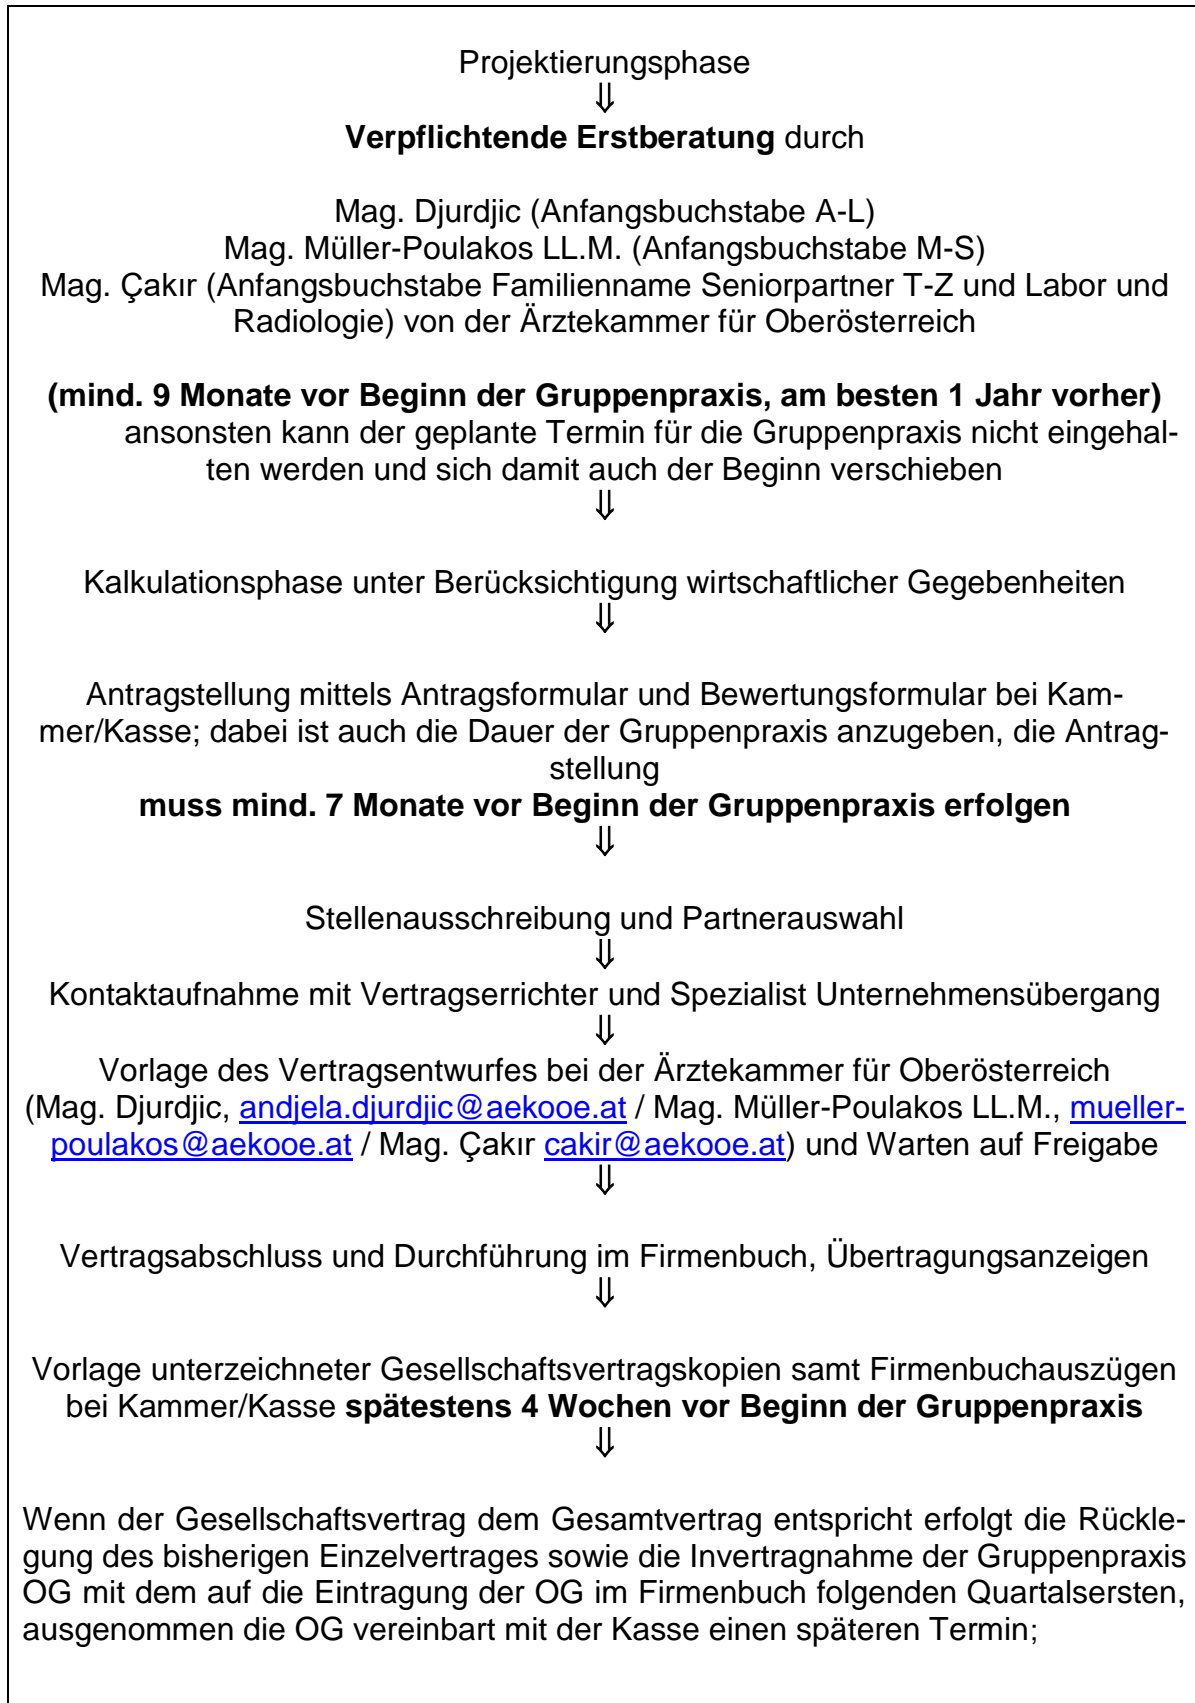 Projektierungsphase
⇓
Verpflichtende Erstberatung durch
Mag. Djurdjic (Anfangsbuchstabe A-L)
Mag. Müller-Poulakos LL.M. (Anfangsbuchstabe M-S)
Mag. Çakır (Anfangsbuchstabe Familienname Seniorpartner T-Z und Labor und
Radiologie) von der Ärztekammer für Oberösterreich
(mind. 9 Monate vor Beginn der Gruppenpraxis, am besten 1 Jahr vorher)
ansonsten kann der geplante Termin für die Gruppenpraxis nicht eingehal-
ten werden und sich damit auch der Beginn verschieben
⇓
Kalkulationsphase unter Berücksichtigung wirtschaftlicher Gegebenheiten
⇓
Antragstellung mittels Antragsformular und Bewertungsformular bei Kam-
mer/Kasse; dabei ist auch die Dauer der Gruppenpraxis anzugeben, die Antrag-
stellung
muss mind. 7 Monate vor Beginn der Gruppenpraxis erfolgen
⇓
Stellenausschreibung und Partnerauswahl
⇓
Kontaktaufnahme mit Vertragserrichter und Spezialist Unternehmensübergang
⇓
Vorlage des Vertragsentwurfes bei der Ärztekammer für Oberösterreich
(Mag. Djurdjic, andjela.djurdjic@aekooe.at / Mag. Müller-Poulakos LL.M., mueller-
poulakos@aekooe.at / Mag. Çakır cakir@aekooe.at) und Warten auf Freigabe
⇓
Vertragsabschluss und Durchführung im Firmenbuch, Übertragungsanzeigen
⇓
Vorlage unterzeichneter Gesellschaftsvertragskopien samt Firmenbuchauszügen
bei Kammer/Kasse spätestens 4 Wochen vor Beginn der Gruppenpraxis
⇓
Wenn der Gesellschaftsvertrag dem Gesamtvertrag entspricht erfolgt die Rückle-
gung des bisherigen Einzelvertrages sowie die Invertragnahme der Gruppenpraxis
OG mit dem auf die Eintragung der OG im Firmenbuch folgenden Quartalsersten,
ausgenommen die OG vereinbart mit der Kasse einen späteren Termin;